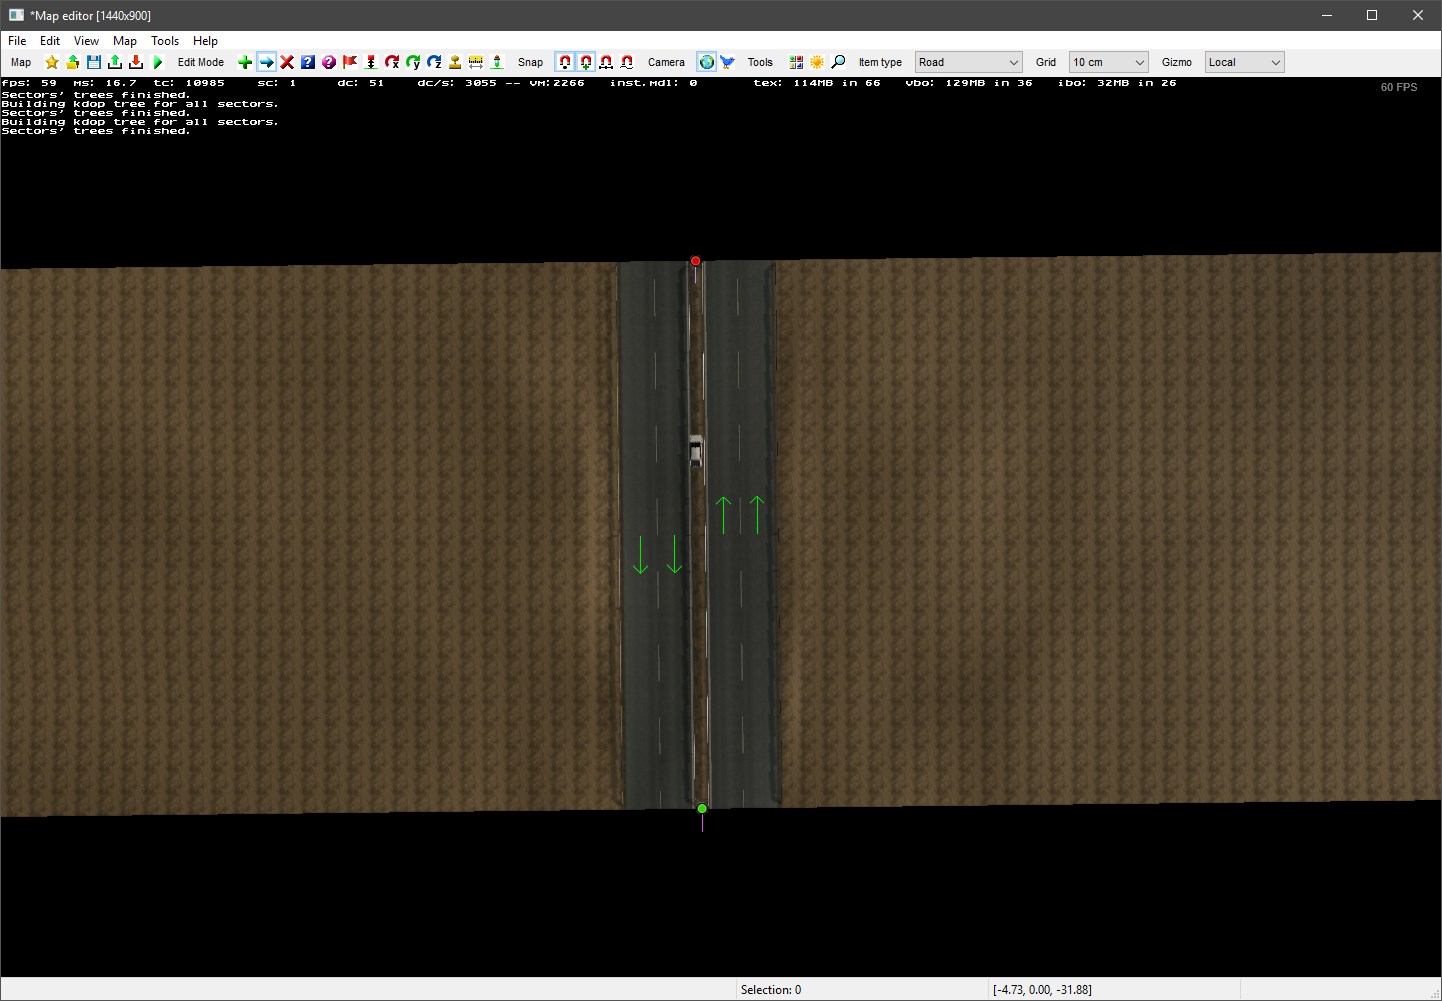 *Map editor [1440x900]
File Edit View Map Tools Help
Map Edit Mode Snap Camera Tools Item type Road Grid 10 cm Gizmo Local
fps: 59 ms: 16.7 tc: 10985 sc: 1 dc: 51 dc/s: 3055 -- VM:2266 inst.mdl: 0 tex: 114MB in 66 vbo: 129MB in 36 ibo: 32MB in 26
60 FPS
Sectors' trees finished.
Building kdop tree for all sectors.
Sectors' trees finished.
Building kdop tree for all sectors.
Sectors' trees finished.
Selection: 0 [-4.73, 0.00, -31.88]